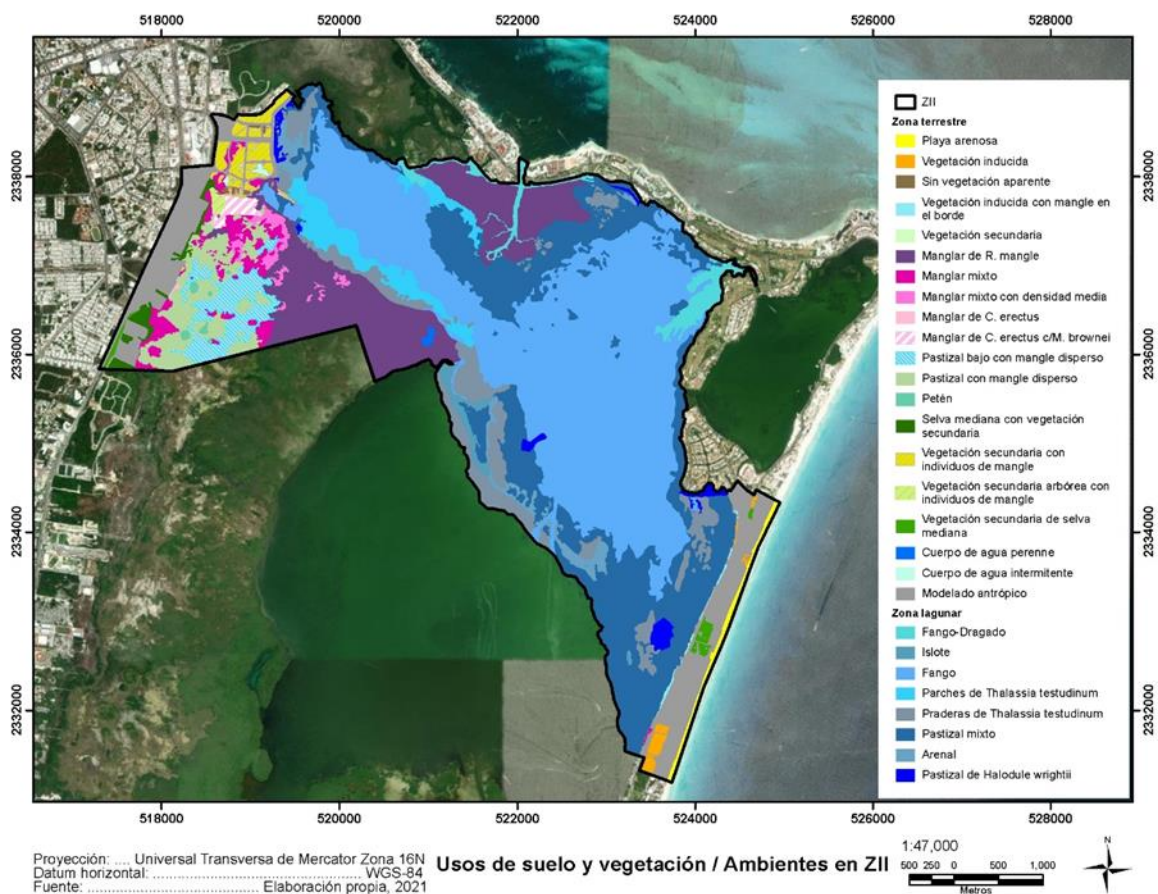 518000 520000 522000 524000 526000 528000
2338000 2338000
2336000 2336000
2334000 2334000
2332000 2332000
ZII
Zona terrestre
Playa arenosa
Vegetación inducida
Sin vegetación aparente
Vegetación inducida con mangle en
el borde
Vegetación secundaria
Manglar de R. mangle
Manglar mixto
Manglar mixto con densidad media
Manglar de C. erectus
Manglar de C. erectus c/M. brownei
Pastizal bajo con mangle disperso
Pastizal con mangle disperso
Petén
Selva mediana con vegetación
secundaria
Vegetación secundaria con
individuos de mangle
Vegetación secundaria arbórea con
individuos de mangle
Vegetación secundaria de selva
mediana
Cuerpo de agua perenne
Cuerpo de agua intermitente
Modelado antrópico
Zona lagunar
Fango-Dragado
Islote
Fango
Parches de Thalassia testudinum
Praderas de Thalassia testudinum
Pastizal mixto
Arenal
Pastizal de Halodule wrightii
518000 520000 522000 524000 526000 528000
Proyección: .... Universal Transversa de Mercator Zona 16N
Datum horizontal: ........................................ WGS-84
Fuente: ................................ Elaboración propia, 2021
Usos de suelo y vegetación / Ambientes en ZII
1:47,000
500 250 0 500 1,000
Metros
N